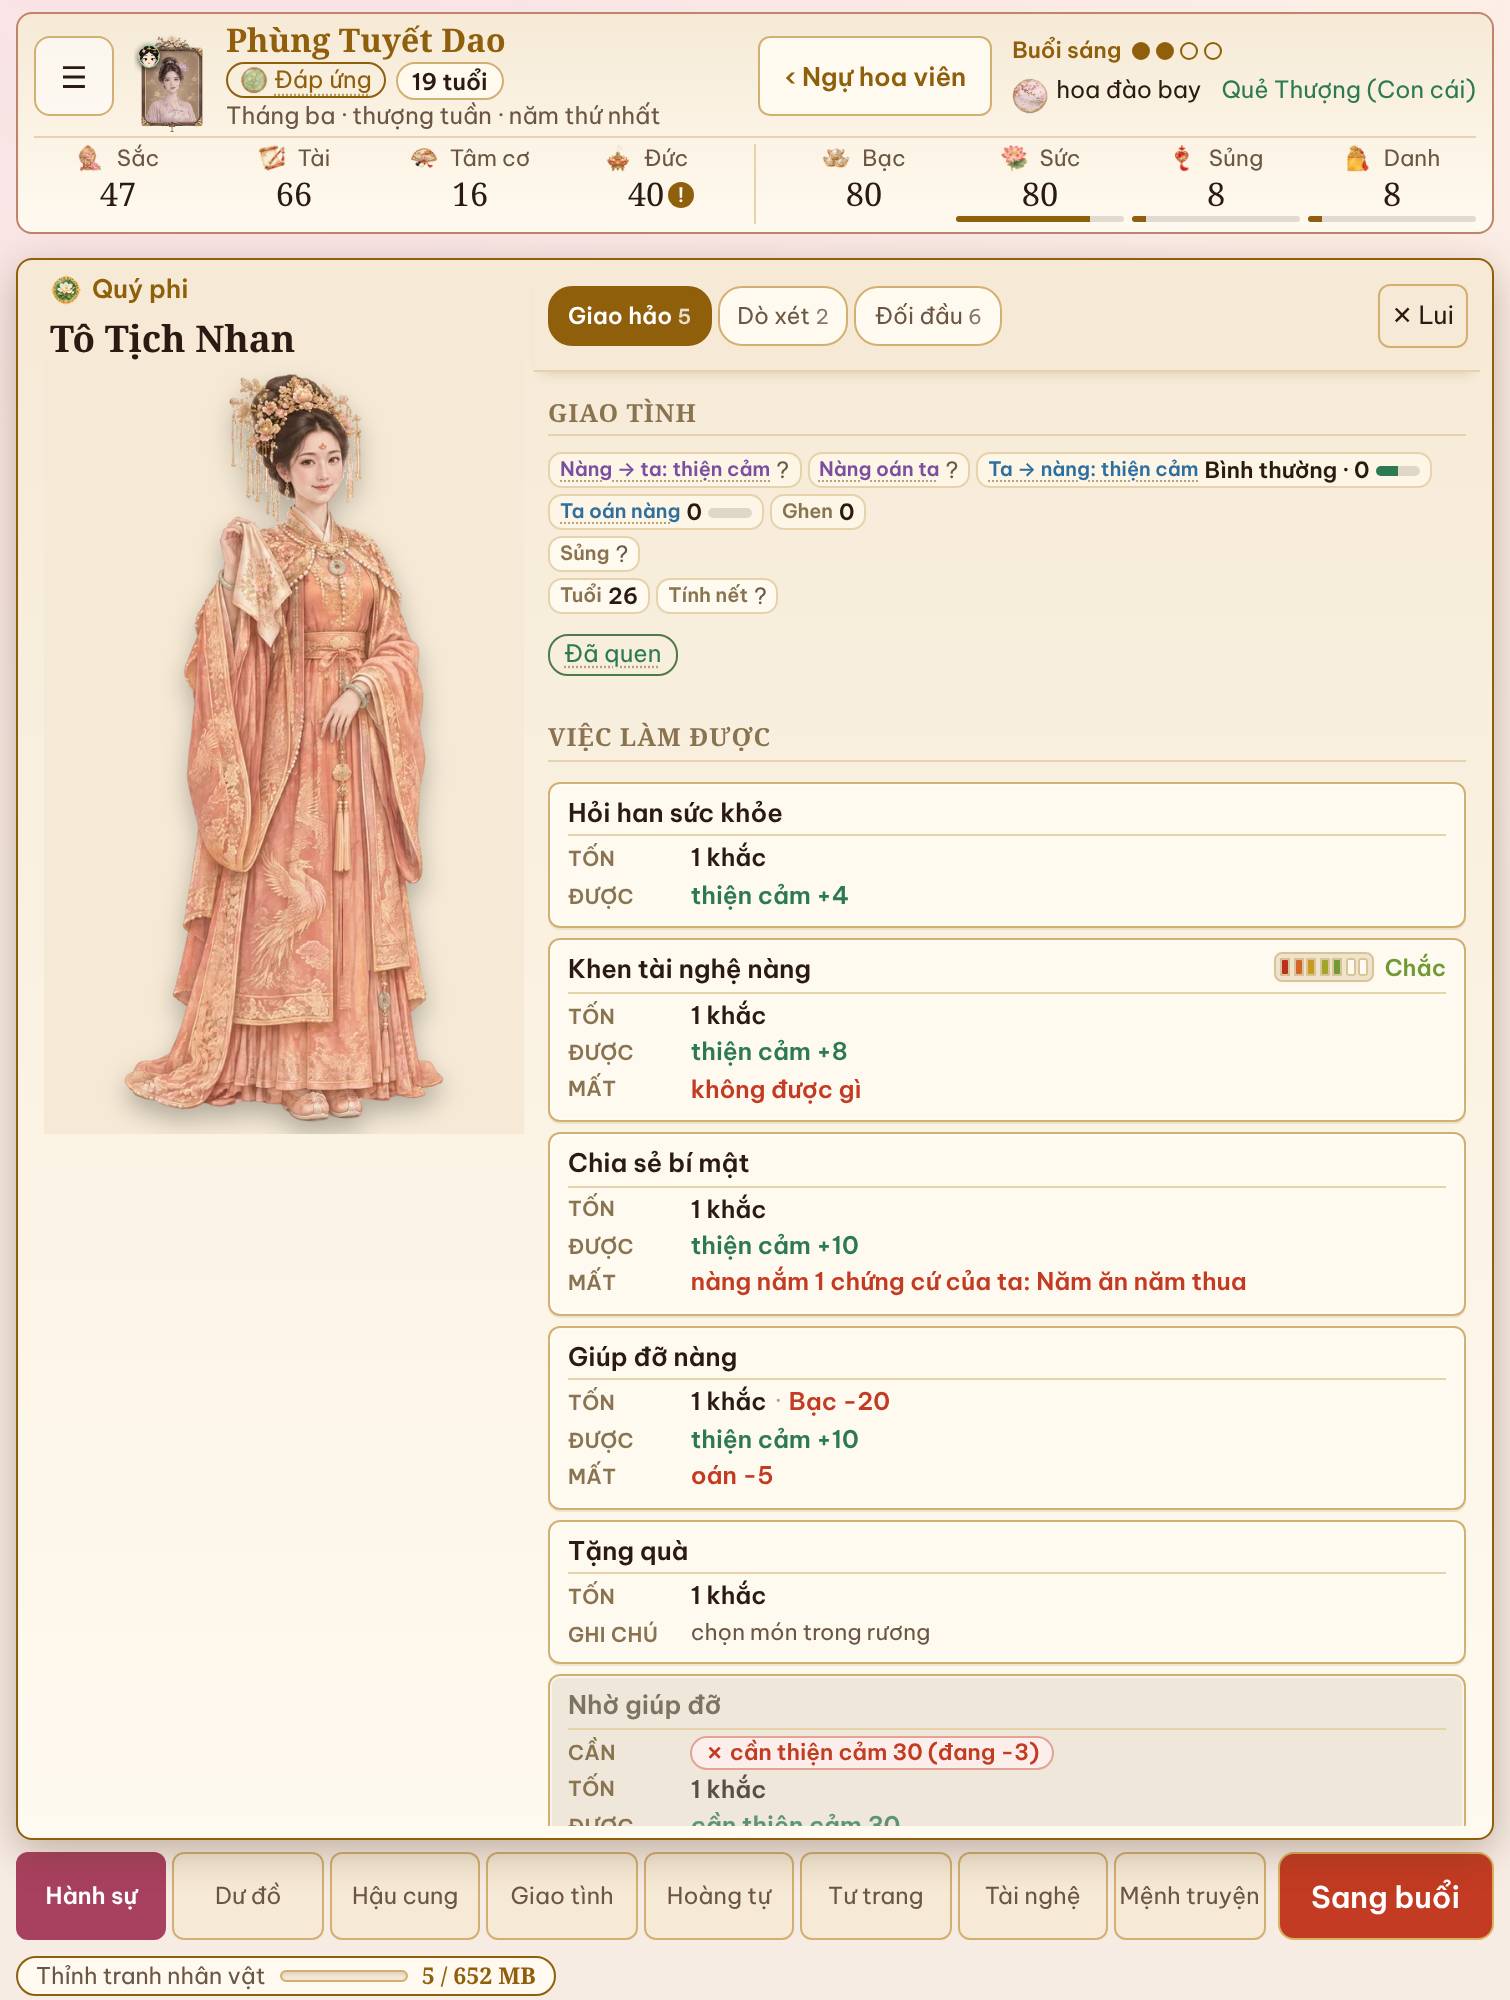 ☰
Phùng Tuyết Dao
Đáp ứng 19 tuổi
Tháng ba · thượng tuần · năm thứ nhất
‹ Ngự hoa viên
Buổi sáng
hoa đào bay Quẻ Thượng (Con cái)
Sắc Tài Tâm cơ Đức Bạc Sức Sủng Danh
47 66 16 40 ! 80 80 8 8
Quý phi
Tô Tịch Nhan
Giao hảo 5 Dò xét 2 Đối đầu 6 × Lui
GIAO TÌNH
Nàng → ta: thiện cảm ? Nàng oán ta ? Ta → nàng: thiện cảm Bình thường · 0
Ta oán nàng 0 Ghen 0
Sủng ?
Tuổi 26 Tính nết ?
Đã quen
VIỆC LÀM ĐƯỢC
Hỏi han sức khỏe
TỐN 1 khắc
ĐƯỢC thiện cảm +4
Khen tài nghệ nàng Chắc
TỐN 1 khắc
ĐƯỢC thiện cảm +8
MẤT không được gì
Chia sẻ bí mật
TỐN 1 khắc
ĐƯỢC thiện cảm +10
MẤT nàng nắm 1 chứng cứ của ta: Năm ăn năm thua
Giúp đỡ nàng
TỐN 1 khắc · Bạc -20
ĐƯỢC thiện cảm +10
MẤT oán -5
Tặng quà
TỐN 1 khắc
GHI CHÚ chọn món trong rương
Nhờ giúp đỡ
CẦN × cần thiện cảm 30 (đang -3)
TỐN 1 khắc
ĐƯỢC cần thiện cảm 30
Hành sự Dư đồ Hậu cung Giao tình Hoàng tự Tư trang Tài nghệ Mệnh truyện Sang buổi
Thỉnh tranh nhân vật 5 / 652 MB